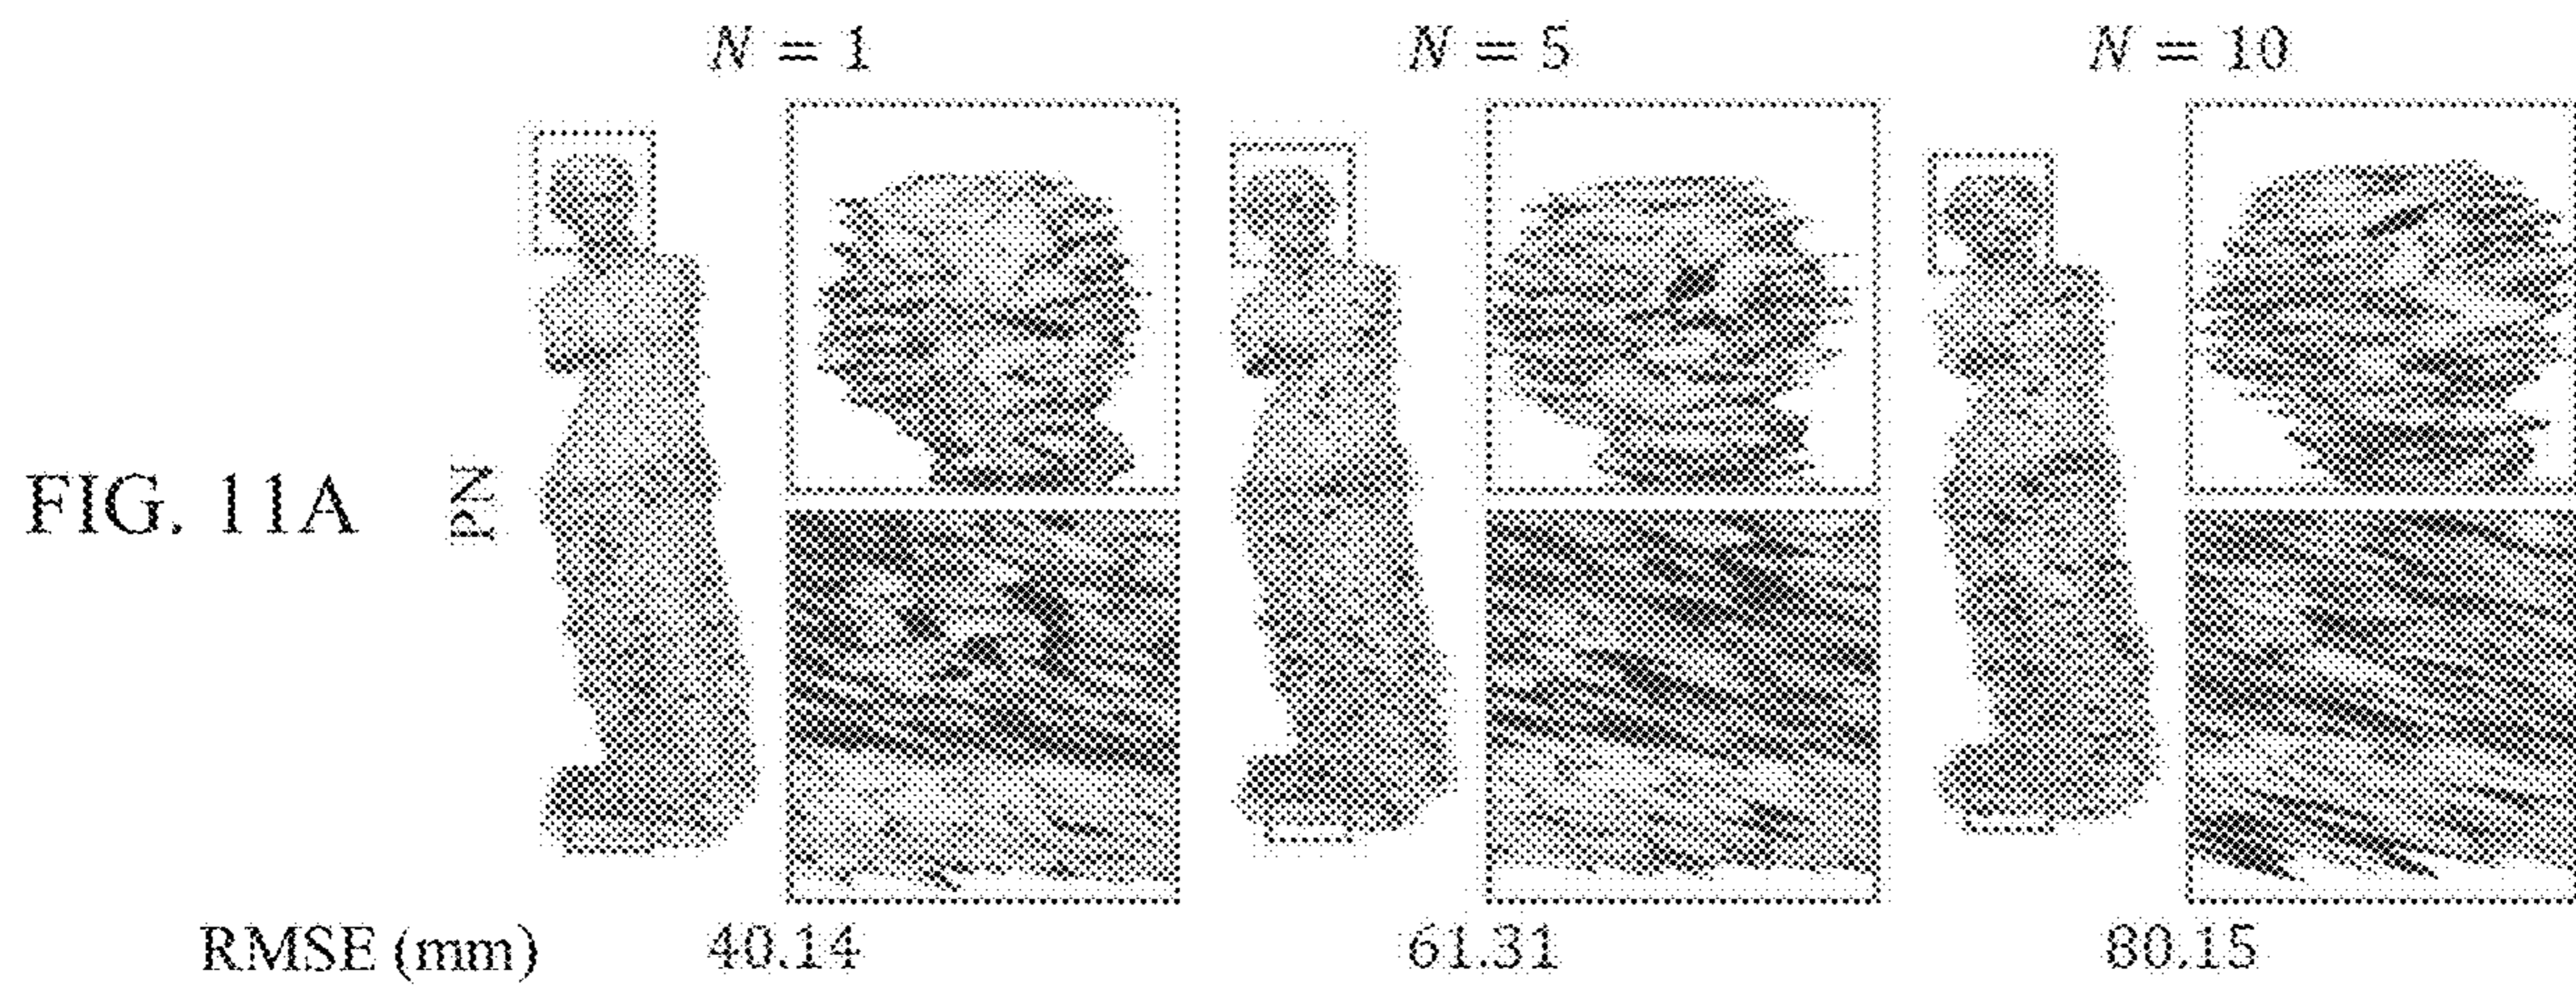 N = 1 N = 5 N = 10
FIG. 11A
PN
RMSE (mm) 40.14 61.31 80.15